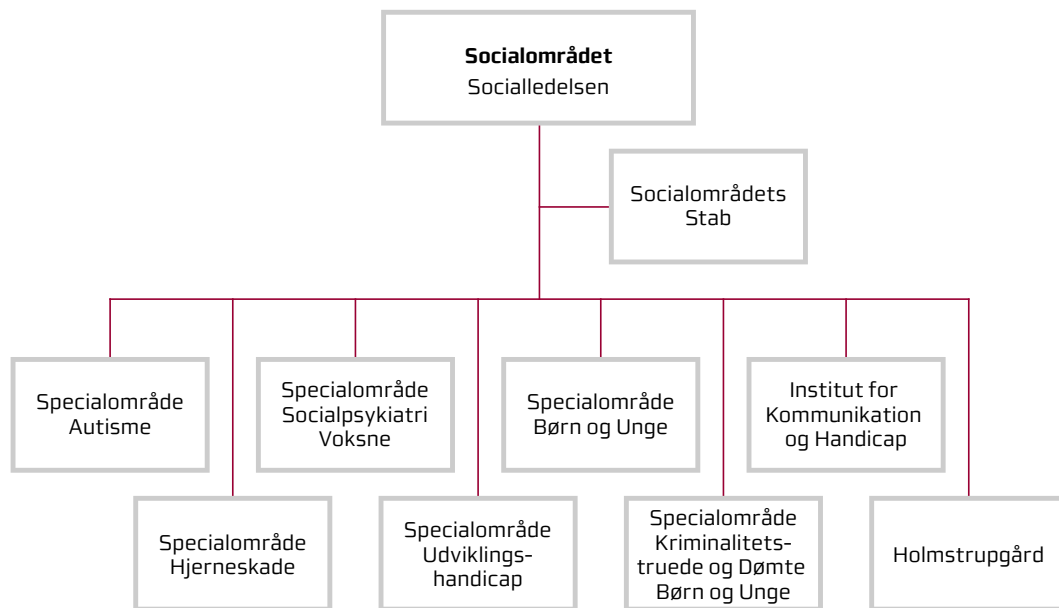 Socialområdet
Socialledelsen
Socialområdets
Stab
Specialområde
Autisme
Specialområde
Socialpsykiatri
Voksne
Specialområde
Børn og Unge
Institut for
Kommunikation
og Handicap
Specialområde
Hjerneskade
Specialområde
Udviklings-
handicap
Specialområde
Kriminalitets-
truede og Dømte
Børn og Unge
Holmstrupgård